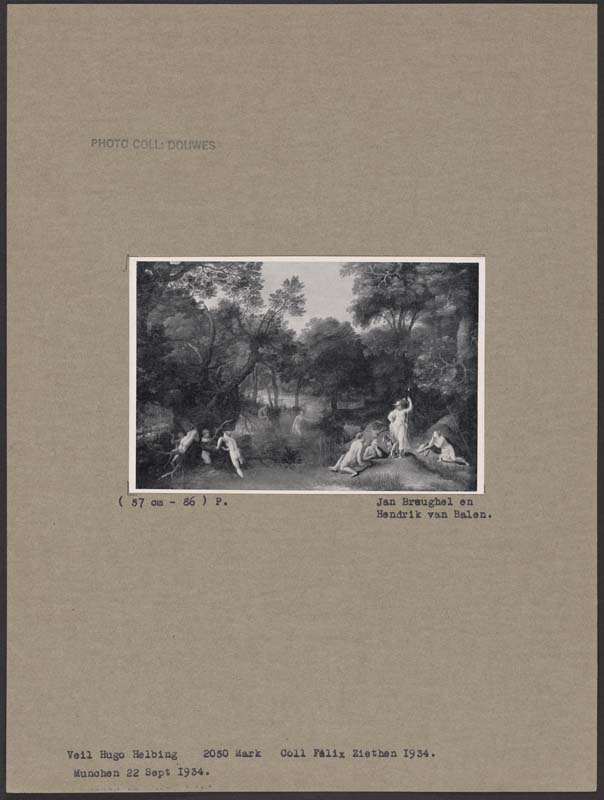 PHOTO COLL: DOUWES
( 57 cm - 86 ) P.
Jan Breughel en
Hendrik van Balen.
Veil Hugo Helbing 2050 Mark Coll Félix Ziethen 1934.
Munchen 22 Sept 1934.